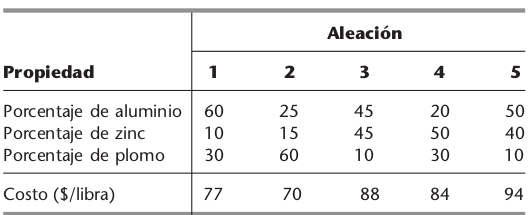 Aleación
Propiedad 1 2 3 4 5
Porcentaje de aluminio 60 25 45 20 50
Porcentaje de zinc 10 15 45 50 40
Porcentaje de plomo 30 60 10 30 10
Costo ($/libra) 77 70 88 84 94